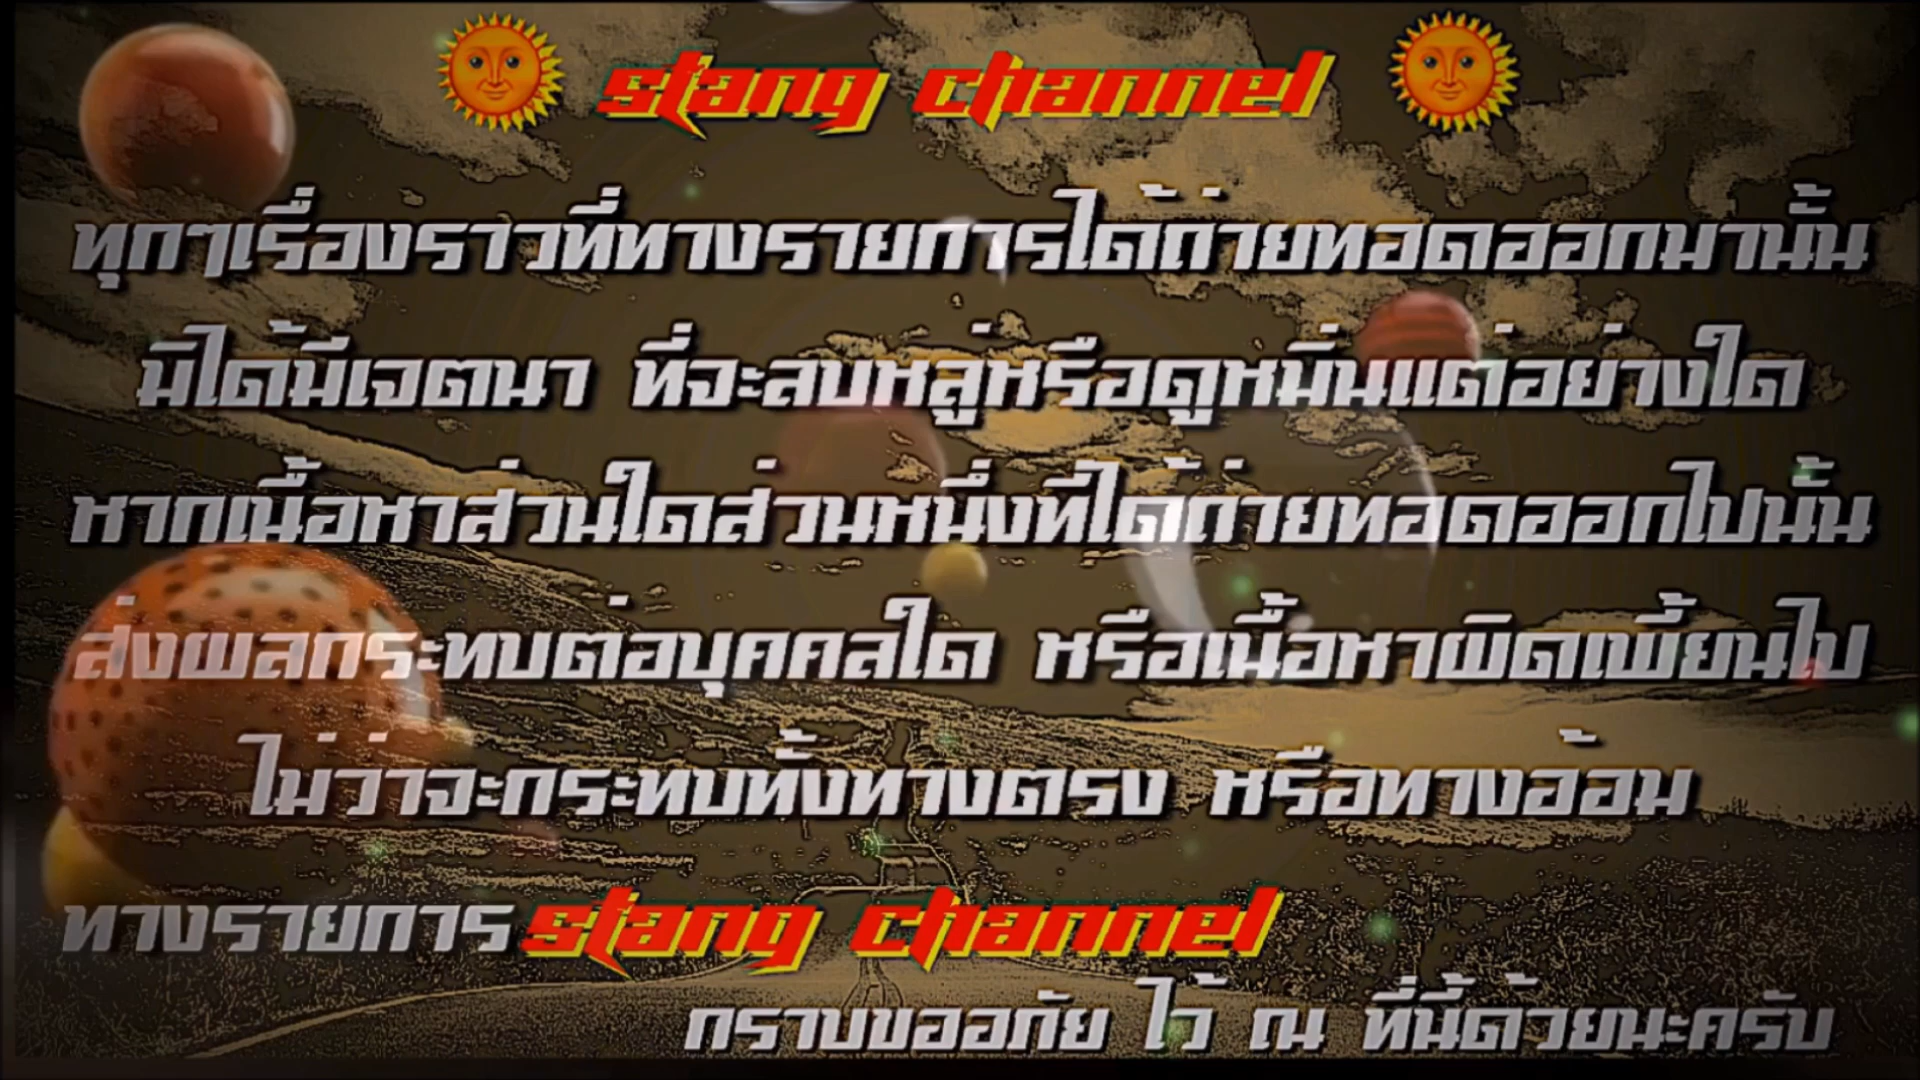 stang channel
ทุกๆเรื่องราวที่ทางรายการได้ถ่ายทอดออกมานั้น
มิได้มีเจตนา ที่จะลบหลู่หรือดูหมิ่นแต่อย่างใด
หากเนื้อหาส่วนใดส่วนหนึ่งที่ได้ถ่ายทอดออกไปนั้น
ส่งผลกระทบต่อบุคคลใด หรือเนื้อหาผิดเพี้ยนไป
ไม่ว่าจะกระทบทั้งทางตรง หรือทางอ้อม
ทางรายการ stang channel
กราบขออภัย ไว้ ณ ที่นี้ด้วยนะครับ